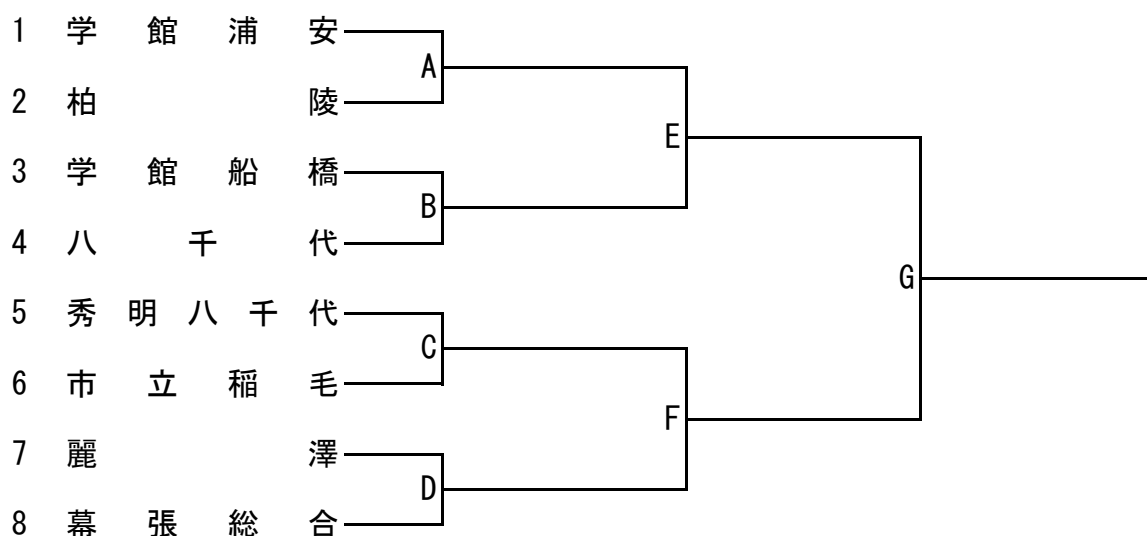 1 学館浦安
A
2 柏陵
E
3 学館船橋
B
4 八千代
G
5 秀明八千代
C
6 市立稲毛
F
7 麗澤
D
8 幕張総合